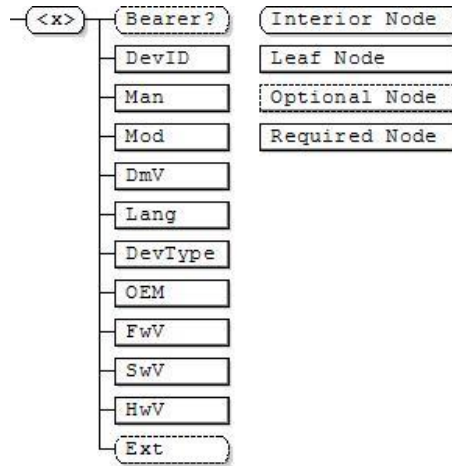 <x>
Bearer?
DevID
Man
Mod
DmV
Lang
DevType
OEM
FwV
SwV
HwV
Ext
Interior Node
Leaf Node
Optional Node
Required Node